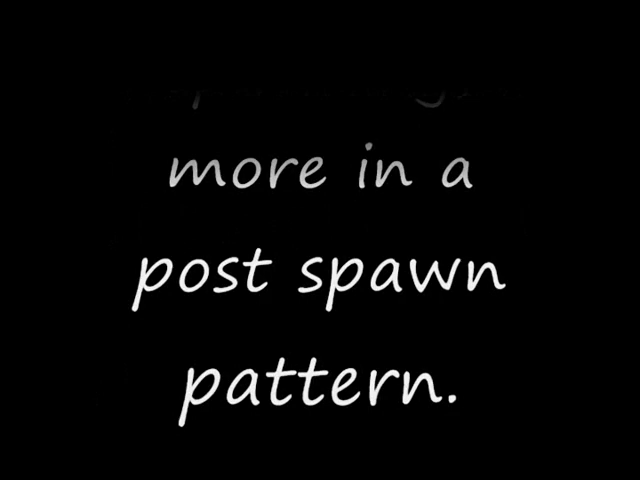 more in a
post spawn
pattern.